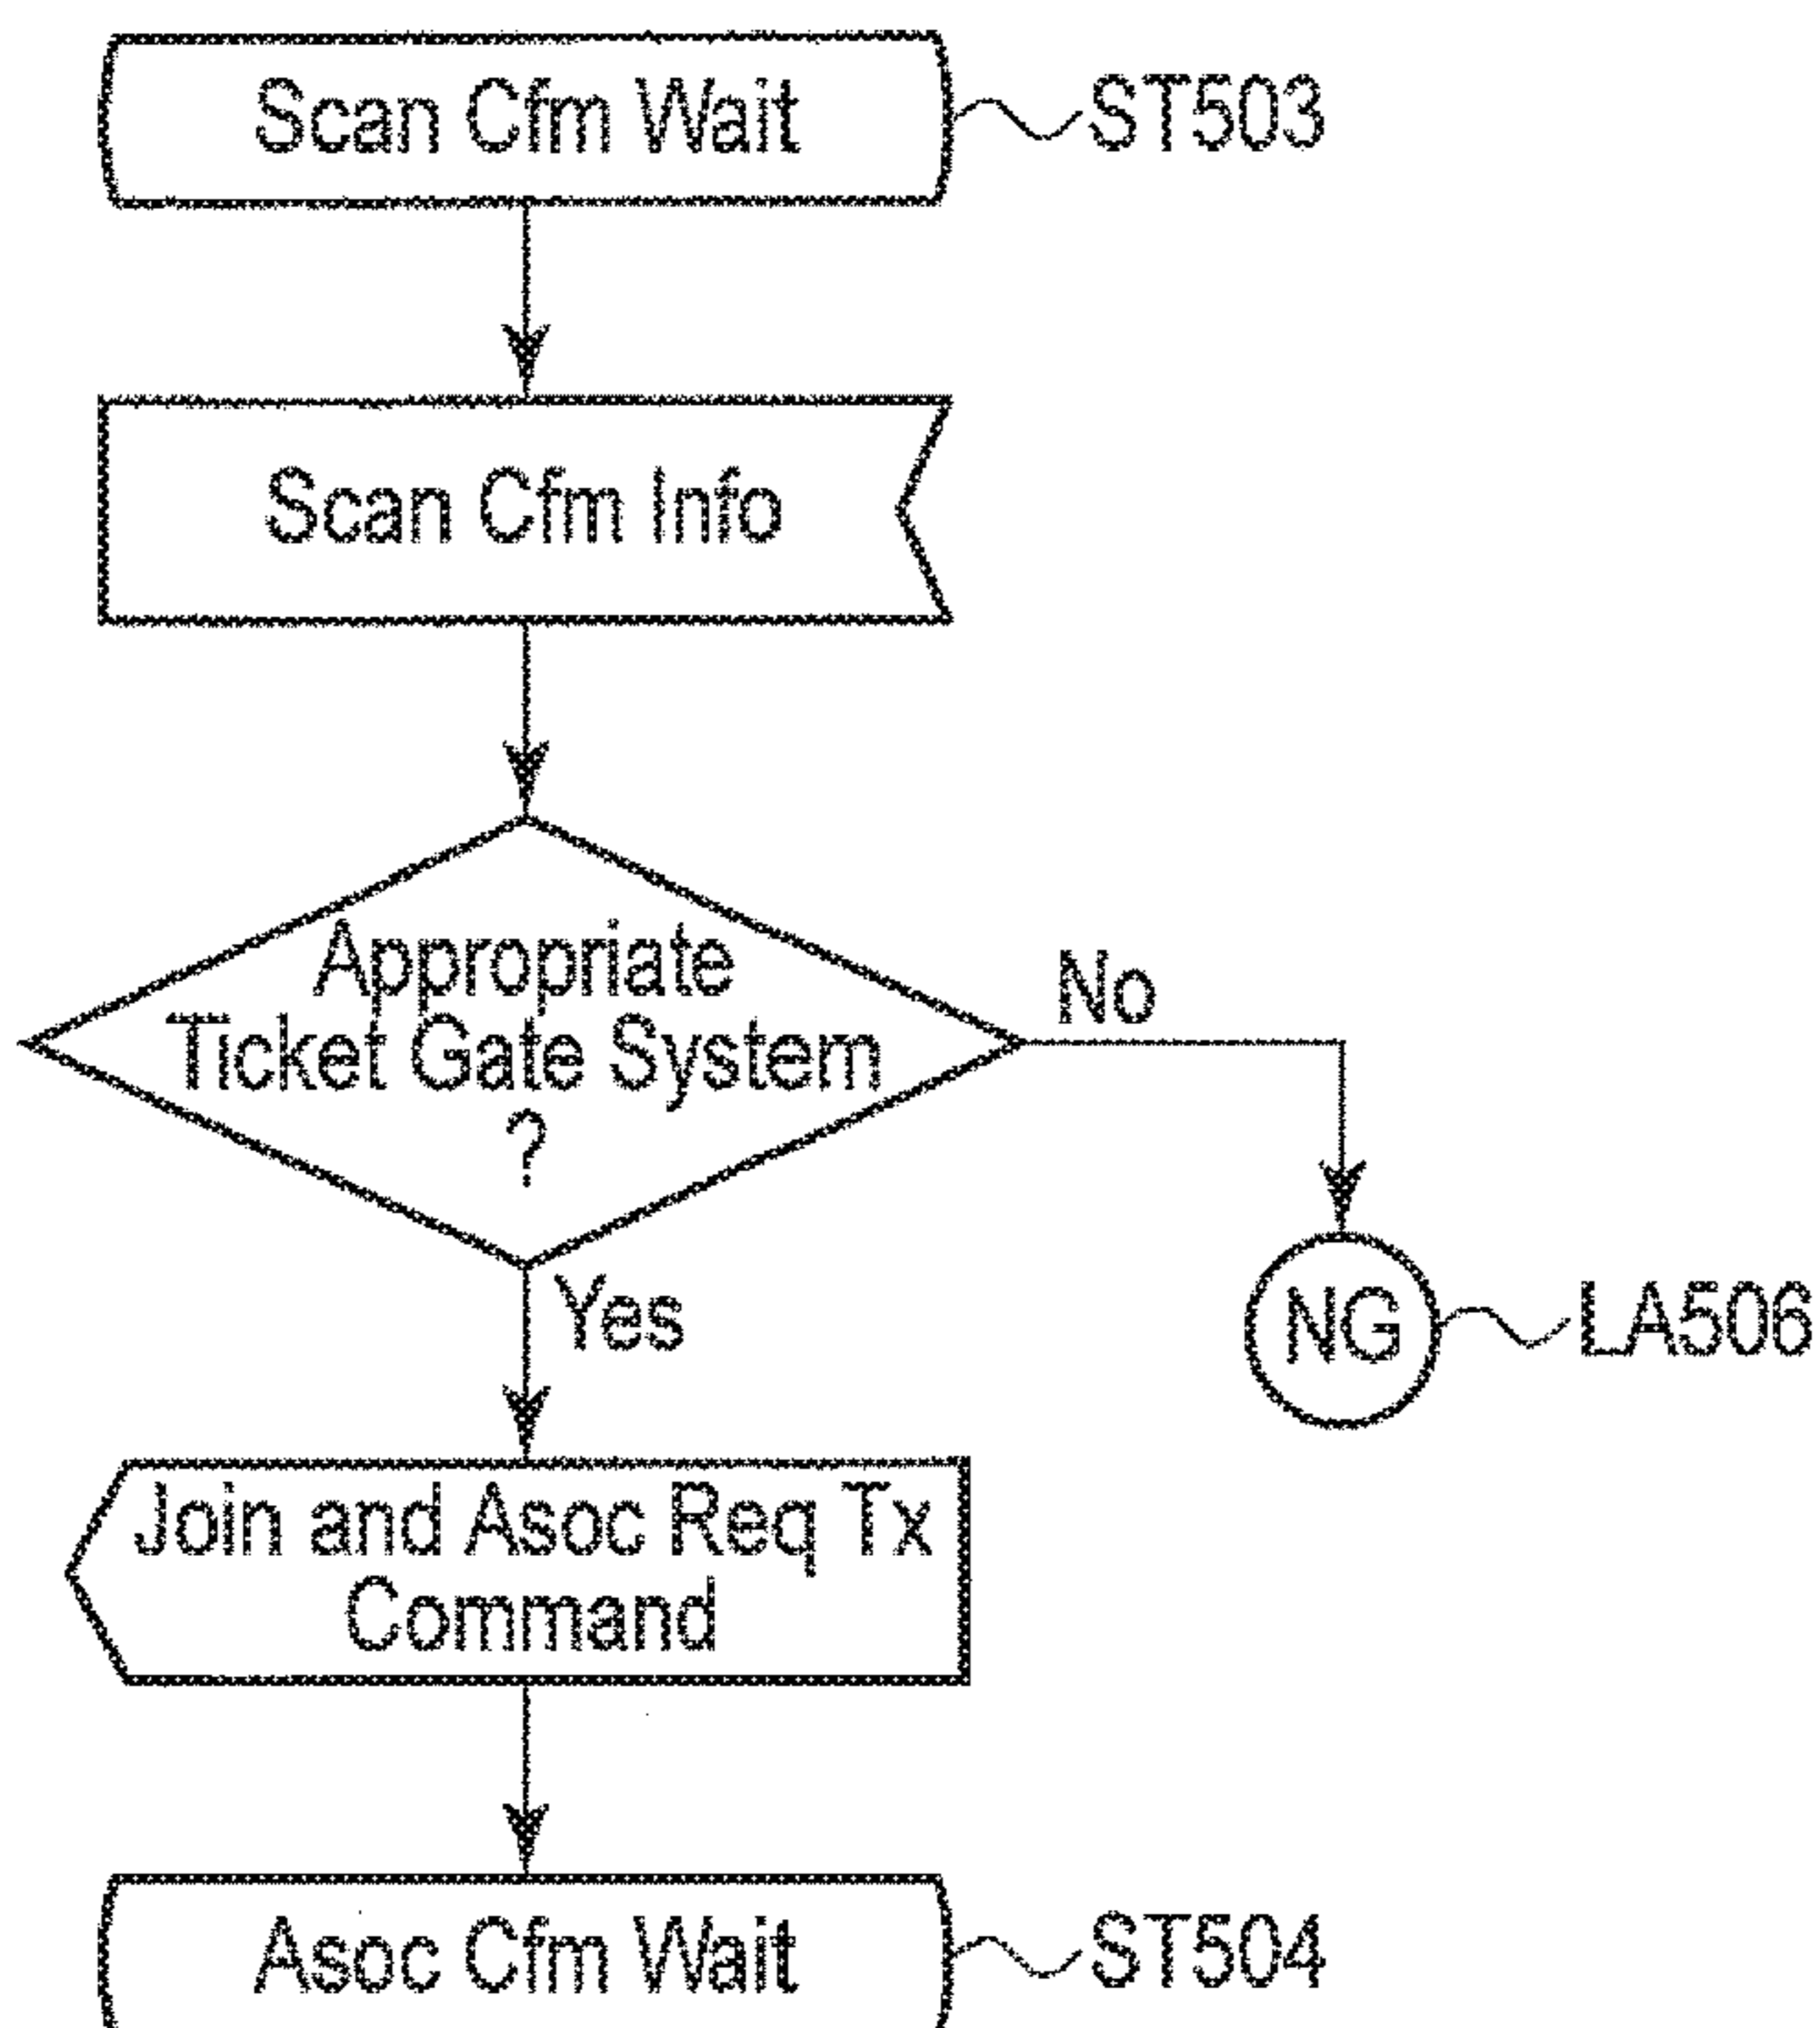 Scan Cfm Wait
ST503
Scan Cfm Info
Appropriate
Ticket Gate System
?
No
Yes
NG
LA506
Join and Asoc Req Tx
Command
Asoc Cfm Wait
ST504